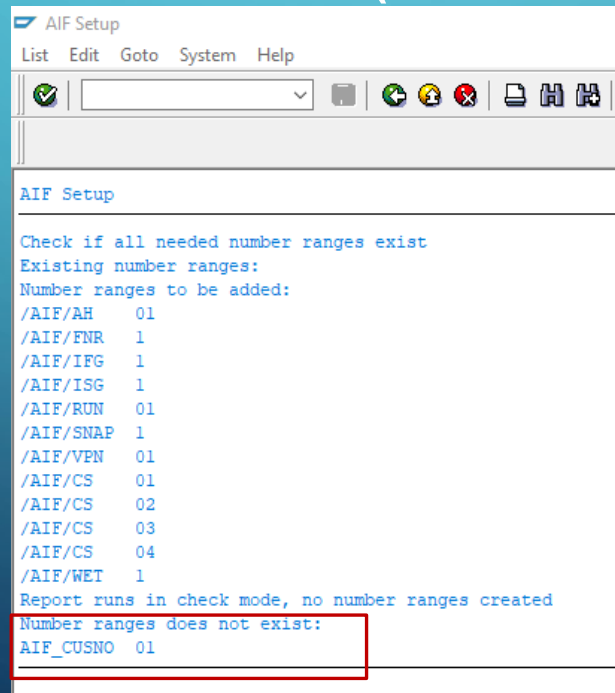 AIF Setup
List Edit Goto System Help
AIF Setup
Check if all needed number ranges exist
Existing number ranges:
Number ranges to be added:
/AIF/AH 01
/AIF/FNR 1
/AIF/IFG 1
/AIF/ISG 1
/AIF/RUN 01
/AIF/SNAP 1
/AIF/VPN 01
/AIF/CS 01
/AIF/CS 02
/AIF/CS 03
/AIF/CS 04
/AIF/WET 1
Report runs in check mode, no number ranges created
Number ranges does not exist:
AIF_CUSNO 01